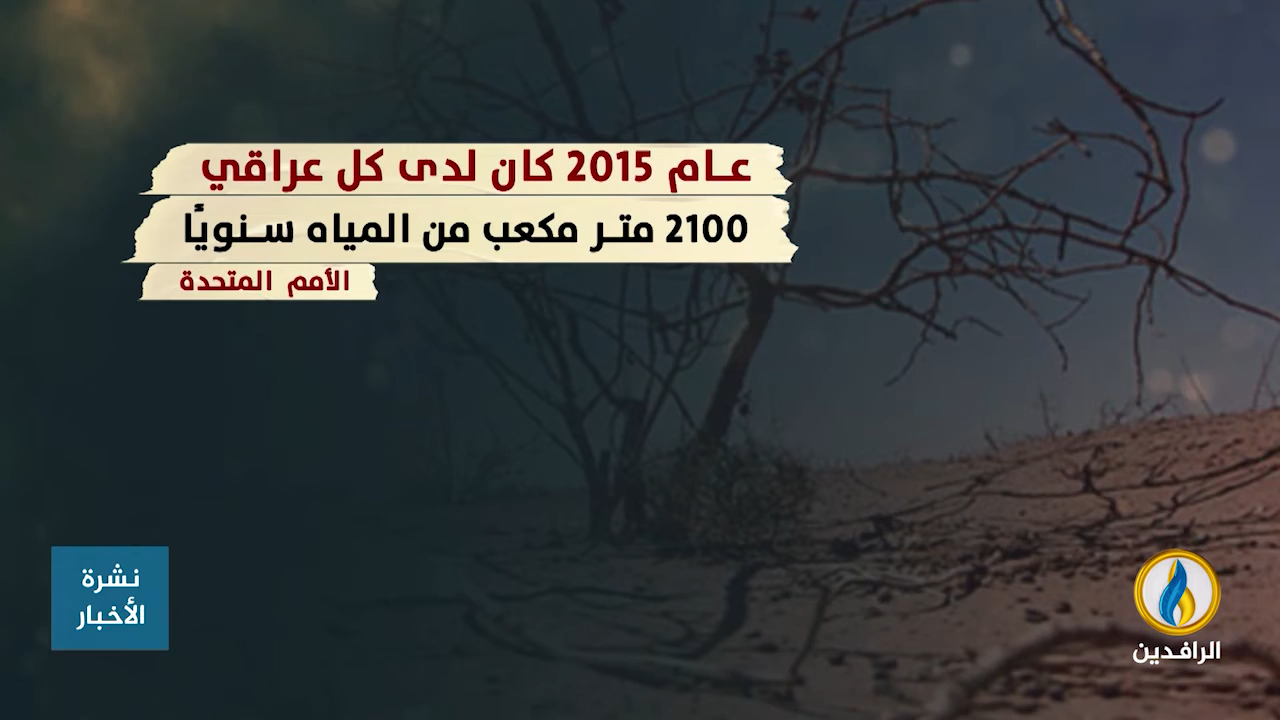 عام 2015 كان لدى كل عراقي
2100 متر مكعب من المياه سنويًا
الأمم المتحدة
نشرة
الأخبار
الرافدين